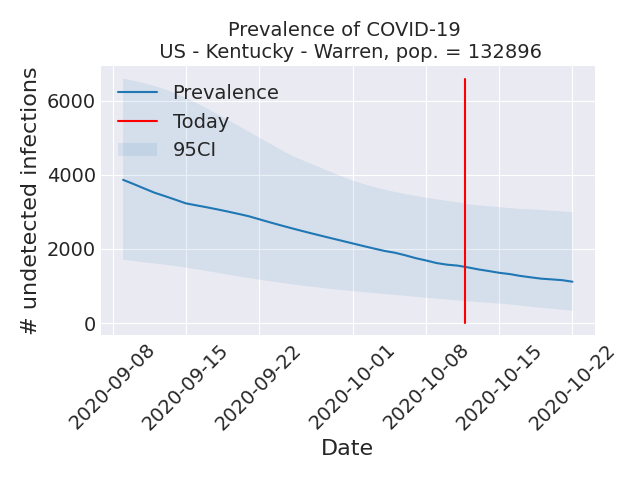 Prevalence of COVID-19
US - Kentucky - Warren, pop. = 132896
# undetected infections
6000
4000
2000
0
Prevalence
Today
95CI
2020-09-08
2020-09-15
2020-09-22
2020-10-01
2020-10-08
2020-10-15
2020-10-22
Date